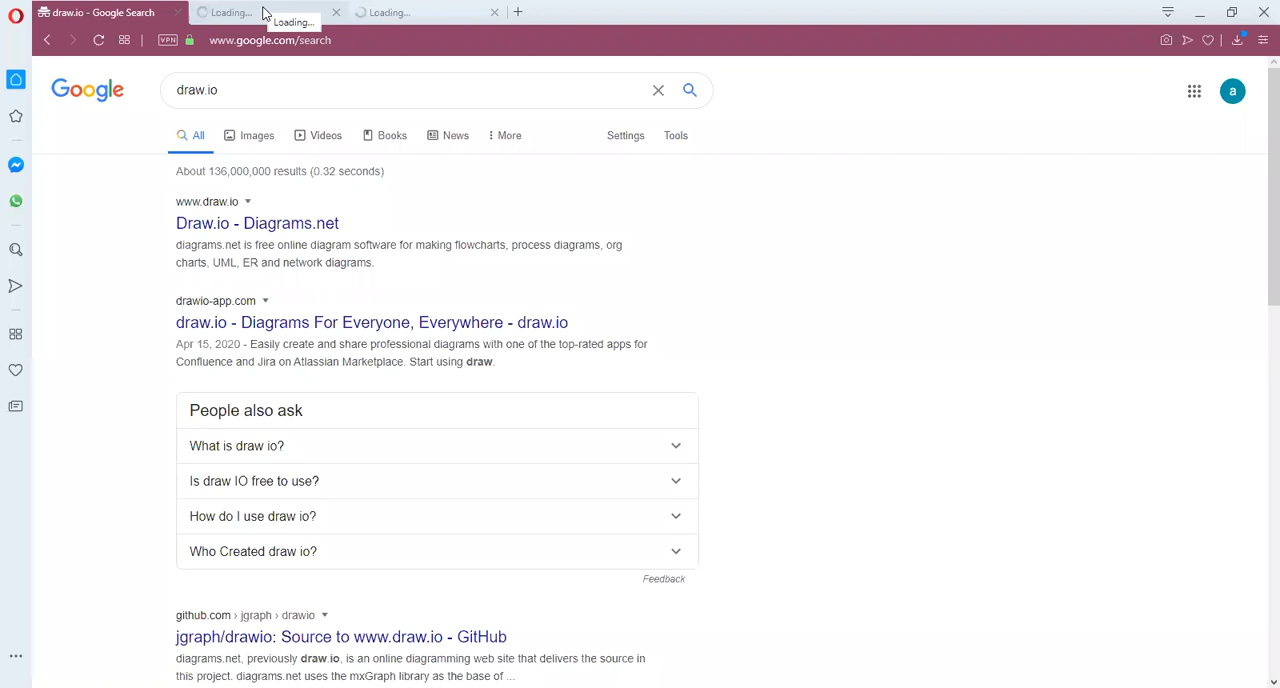 draw.io - Google Search
Loading...
Loading...
Loading...
VPN
www.google.com/search
Google
draw.io
a
All
Images
Videos
Books
News
More
Settings
Tools
About 136,000,000 results (0.32 seconds)
www.draw.io
Draw.io - Diagrams.net
diagrams.net is free online diagram software for making flowcharts, process diagrams, org
charts, UML, ER and network diagrams.
drawio-app.com
draw.io - Diagrams For Everyone, Everywhere - draw.io
Apr 15, 2020 - Easily create and share professional diagrams with one of the top-rated apps for
Confluence and Jira on Atlassian Marketplace. Start using draw.
People also ask
What is draw io?
Is draw IO free to use?
How do I use draw io?
Who Created draw io?
Feedback
github.com › jgraph › drawio
jgraph/drawio: Source to www.draw.io - GitHub
diagrams.net, previously draw.io, is an online diagramming web site that delivers the source in
this project. diagrams.net uses the mxGraph library as the base of ...